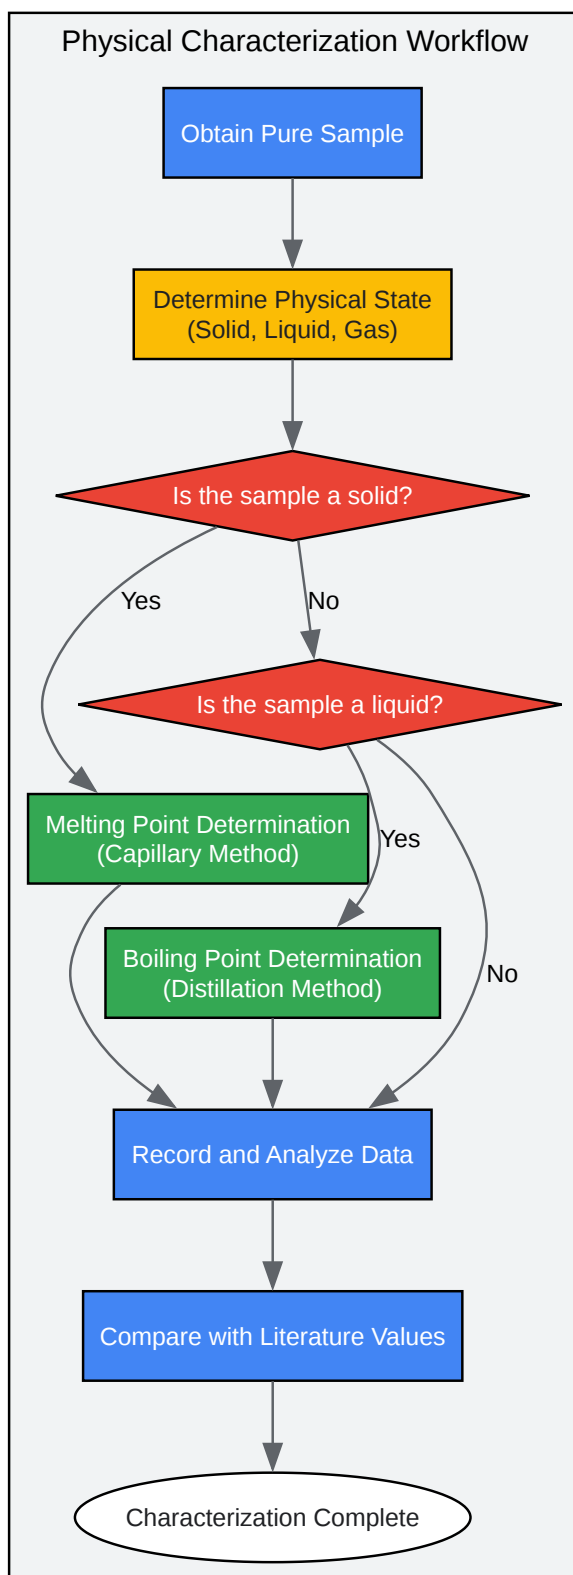 Physical Characterization Workflow
Obtain Pure Sample
Determine Physical State
(Solid, Liquid, Gas)
Is the sample a solid?
Yes
No
Is the sample a liquid?
Melting Point Determination
(Capillary Method)
Yes
Boiling Point Determination
(Distillation Method)
No
Record and Analyze Data
Compare with Literature Values
Characterization Complete